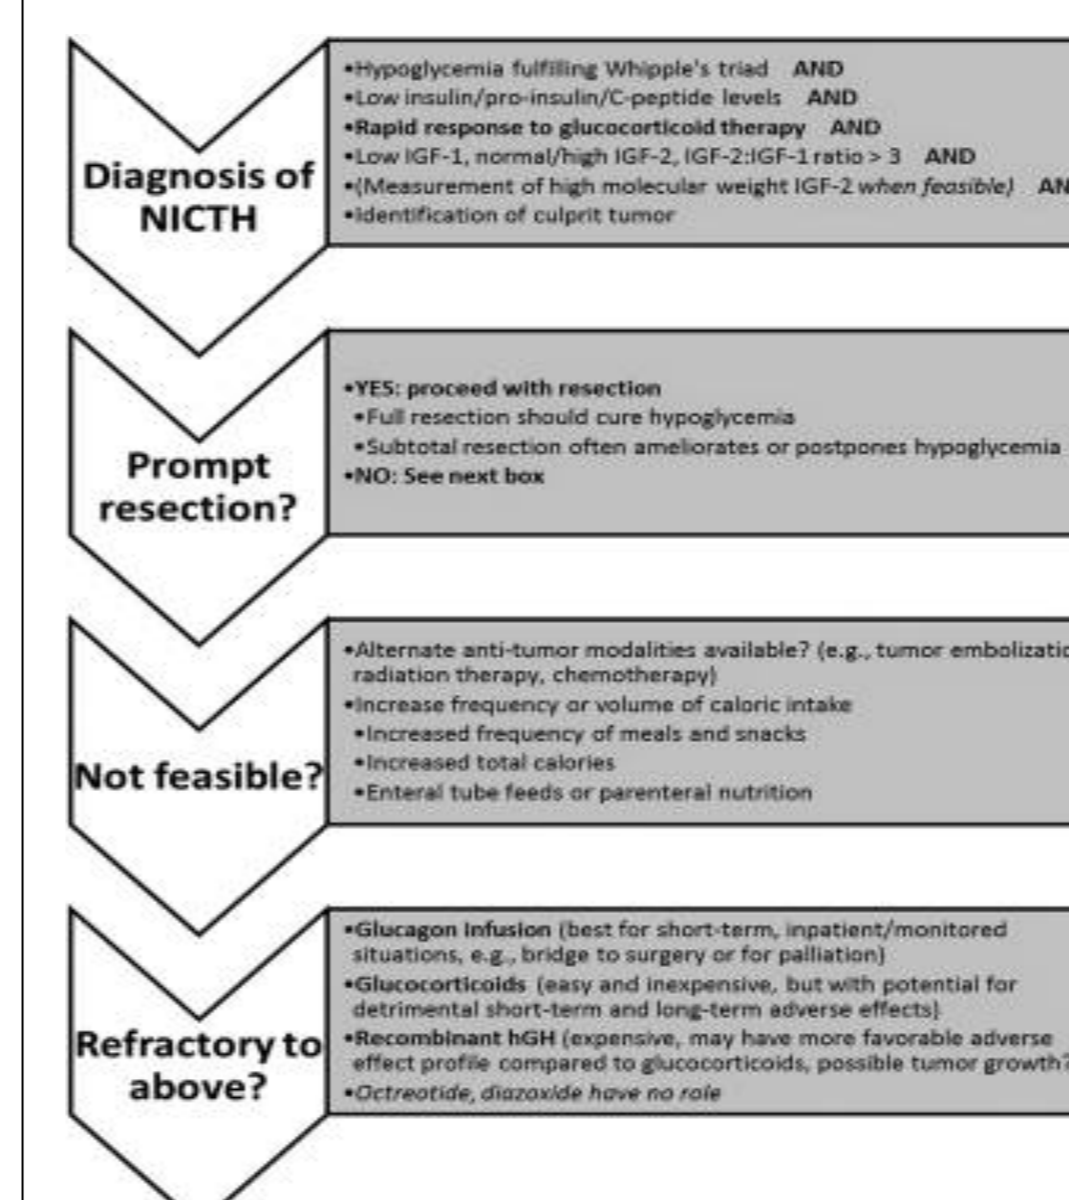 Diagnosis of
NICTH
•Hypoglycemia fulfilling Whipple's triad AND
•Low insulin/pro-insulin/C-peptide levels AND
•Rapid response to glucocorticoid therapy AND
•Low IGF-1, normal/high IGF-2, IGF-2:IGF-1 ratio > 3 AND
•(Measurement of high molecular weight IGF-2 when feasible) AN
•Identification of culprit tumor
Prompt
resection?
•YES: proceed with resection
•Full resection should cure hypoglycemia
•Subtotal resection often ameliorates or postpones hypoglycemia
•NO: See next box
Not feasible?
•Alternate anti-tumor modalities available? (e.g., tumor embolizatio
radiation therapy, chemotherapy)
•Increase frequency or volume of caloric intake
•Increased frequency of meals and snacks
•Increased total calories
•Enteral tube feeds or parenteral nutrition
Refractory to
above?
•Glucagon Infusion (best for short-term, inpatient/monitored
situations, e.g., bridge to surgery or for palliation)
•Glucocorticoids (easy and inexpensive, but with potential for
detrimental short-term and long-term adverse effects)
•Recombinant hGH (expensive, may have more favorable adverse
effect profile compared to glucocorticoids, possible tumor growth?
•Octreotide, diazoxide have no role